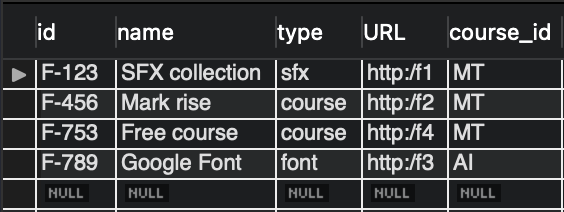 id name type URL course_id
F-123 SFX collection sfx http:/f1 MT
F-456 Mark rise course http:/f2 MT
F-753 Free course course http:/f4 MT
F-789 Google Font font http:/f3 AI
NULL NULL NULL NULL NULL